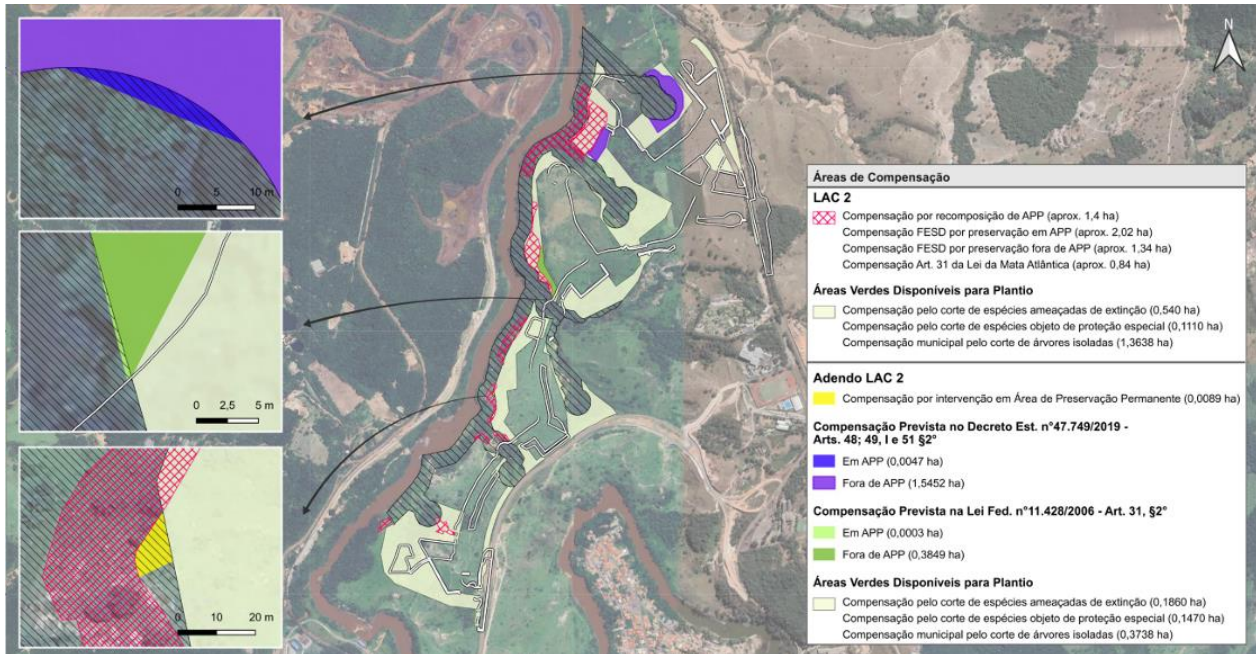 0 5 10 m
0 2,5 5 m
0 10 20 m
N
Áreas de Compensação
LAC 2
Compensação por recomposição de APP (aprox. 1,4 ha)
Compensação FESD por preservação em APP (aprox. 2,02 ha)
Compensação FESD por preservação fora de APP (aprox. 1,34 ha)
Compensação Art. 31 da Lei da Mata Atlântica (aprox. 0,84 ha)
Áreas Verdes Disponíveis para Plantio
Compensação pelo corte de espécies ameaçadas de extinção (0,540 ha)
Compensação pelo corte de espécies objeto de proteção especial (0,1110 ha)
Compensação municipal pelo corte de árvores isoladas (1,3638 ha)
Adendo LAC 2
Compensação por intervenção em Área de Preservação Permanente (0,0089 ha)
Compensação Prevista no Decreto Est. n°47.749/2019 -
Arts. 48; 49, I e 51 §2°
Em APP (0,0047 ha)
Fora de APP (1,5452 ha)
Compensação Prevista na Lei Fed. n°11.428/2006 - Art. 31, §2°
Em APP (0,0003 ha)
Fora de APP (0,3849 ha)
Áreas Verdes Disponíveis para Plantio
Compensação pelo corte de espécies ameaçadas de extinção (0,1860 ha)
Compensação pelo corte de espécies objeto de proteção especial (0,1470 ha)
Compensação municipal pelo corte de árvores isoladas (0,3738 ha)